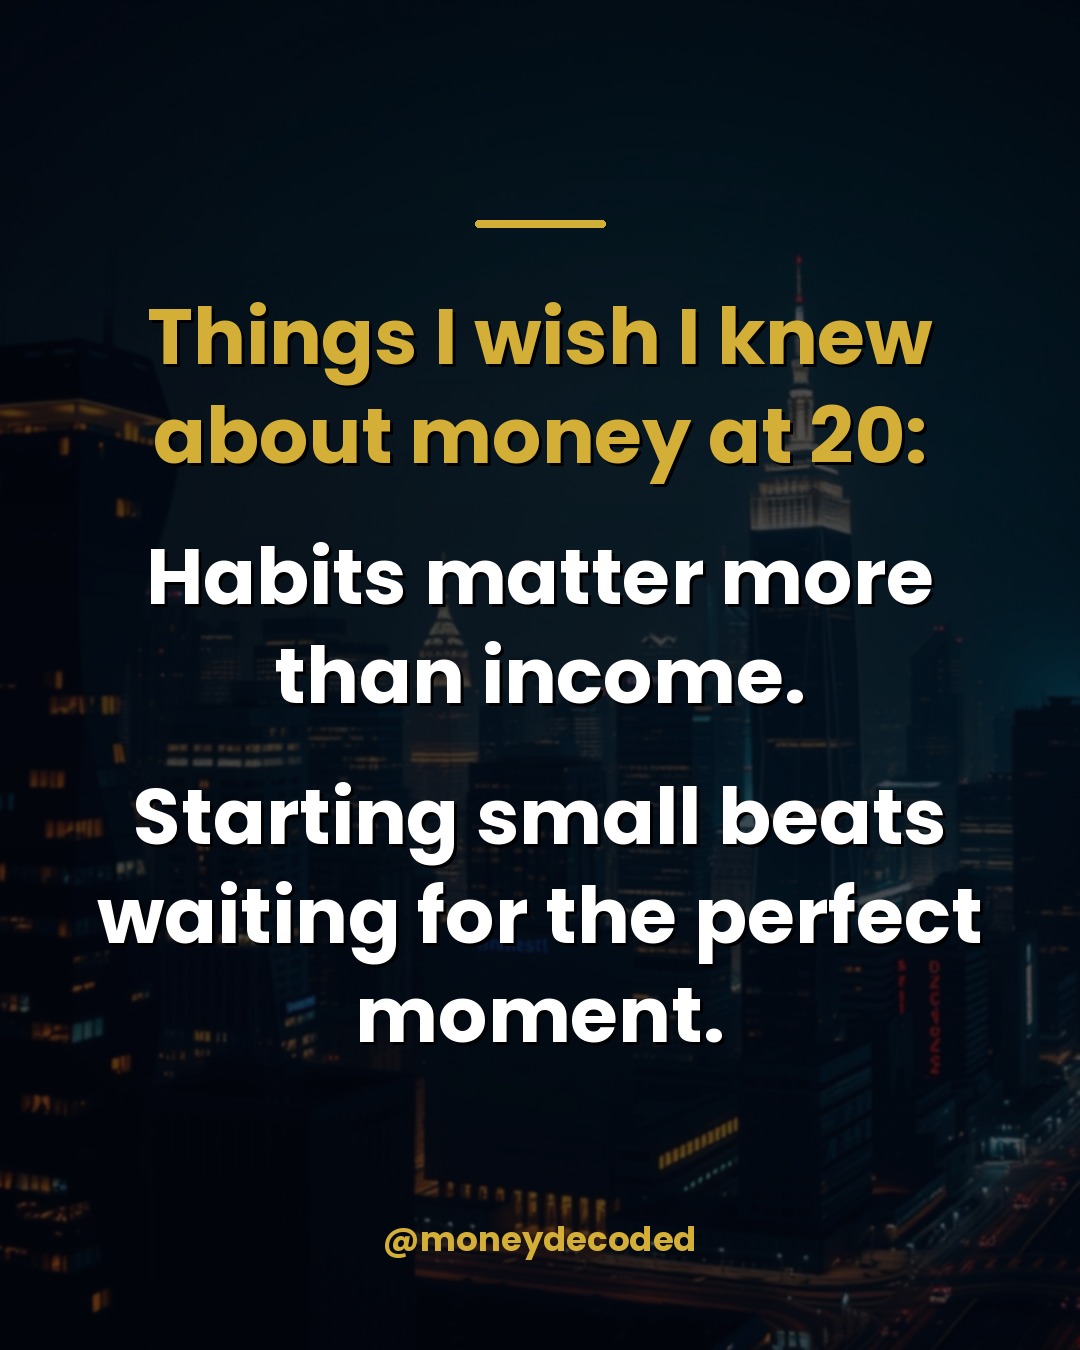 Things I wish I knew
about money at 20:
Habits matter more
than income.
Starting small beats
waiting for the perfect
moment.
@moneydecoded